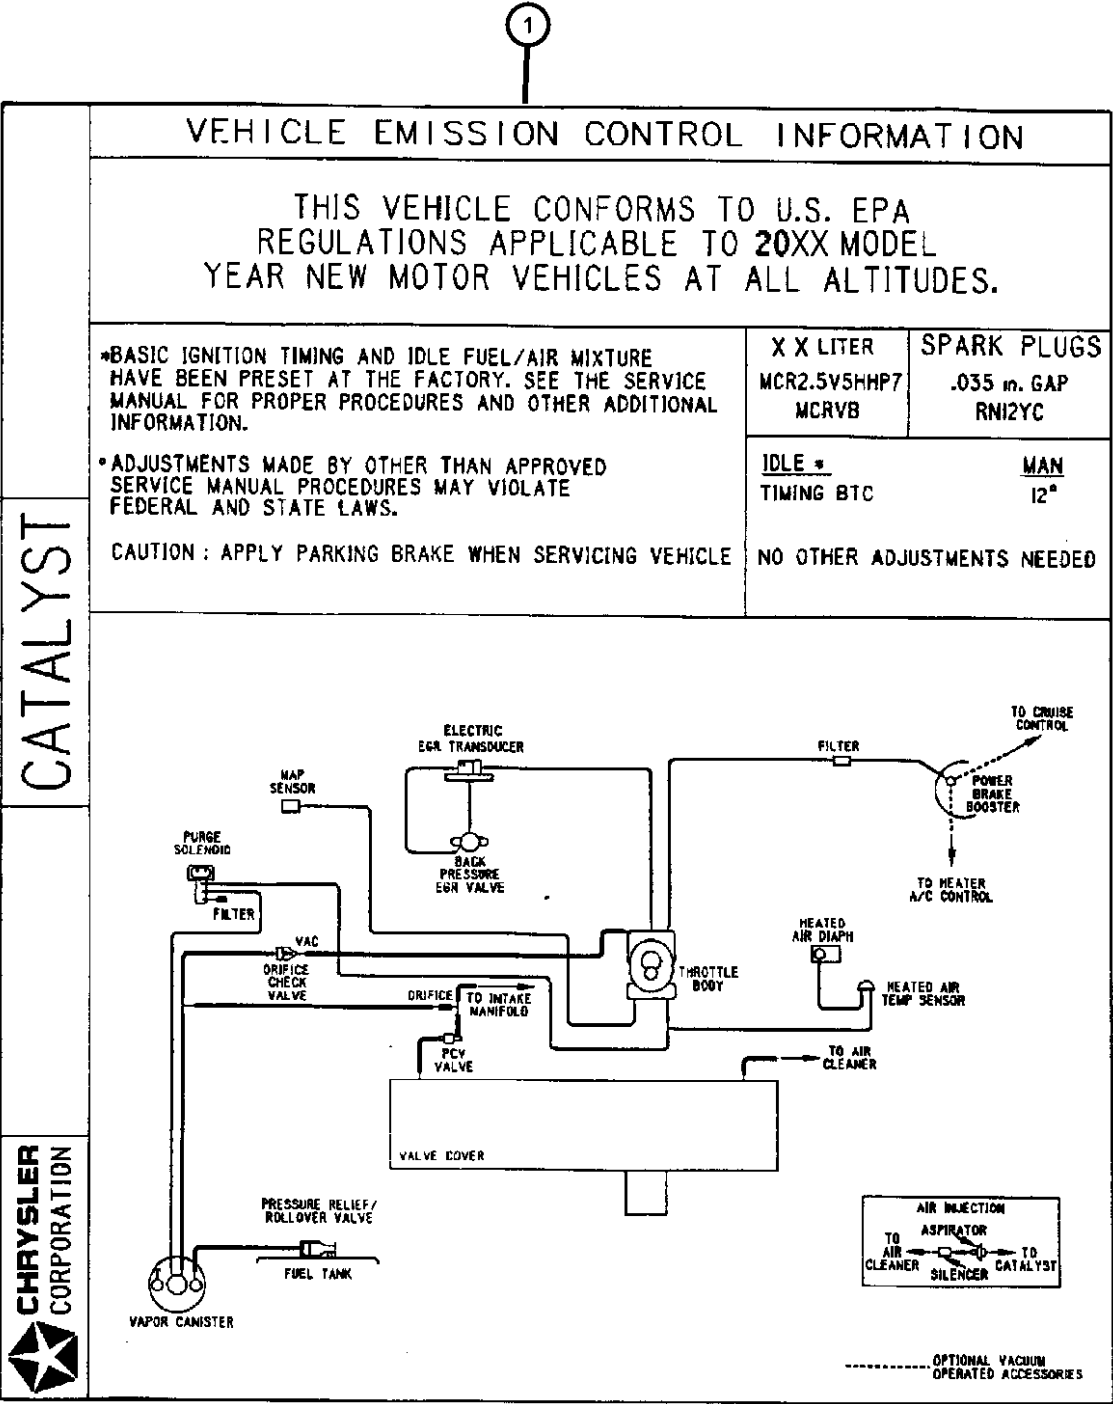 1
VEHICLE EMISSION CONTROL INFORMATION
THIS VEHICLE CONFORMS TO U.S. EPA
REGULATIONS APPLICABLE TO 20XX MODEL
YEAR NEW MOTOR VEHICLES AT ALL ALTITUDES.
*BASIC IGNITION TIMING AND IDLE FUEL/AIR MIXTURE
HAVE BEEN PRESET AT THE FACTORY. SEE THE SERVICE
MANUAL FOR PROPER PROCEDURES AND OTHER ADDITIONAL
INFORMATION.
•ADJUSTMENTS MADE BY OTHER THAN APPROVED
SERVICE MANUAL PROCEDURES MAY VIOLATE
FEDERAL AND STATE LAWS.
CAUTION : APPLY PARKING BRAKE WHEN SERVICING VEHICLE
X X LITER
MCR2.5V5HHP7
MCRVB
SPARK PLUGS
.035 in. GAP
RN12YC
IDLE * MAN
TIMING BTC 12°
NO OTHER ADJUSTMENTS NEEDED
CATALYST
CHRYSLER
CORPORATION
ELECTRIC
EGR TRANSDUCER
MAP
SENSOR
PURGE
SOLENOID
FILTER
BACK
PRESSURE
EGR VALVE
FILTER
TO CRUISE
CONTROL
POWER
BRAKE
BOOSTER
TO HEATER
A/C CONTROL
VAC
ORIFICE
CHECK
VALVE
ORIFICE
TO INTAKE
MANIFOLD
THROTTLE
BODY
HEATED
AIR DIAPH
HEATED AIR
TEMP SENSOR
PCV
VALVE
TO AIR
CLEANER
VALVE COVER
PRESSURE RELIEF/
ROLLOVER VALVE
FUEL TANK
VAPOR CANISTER
T
AIR INJECTION
ASPIRATOR
TO
AIR
CLEANER
SILENCER
TO
CATALYST
OPTIONAL VACUUM
OPERATED ACCESSORIES